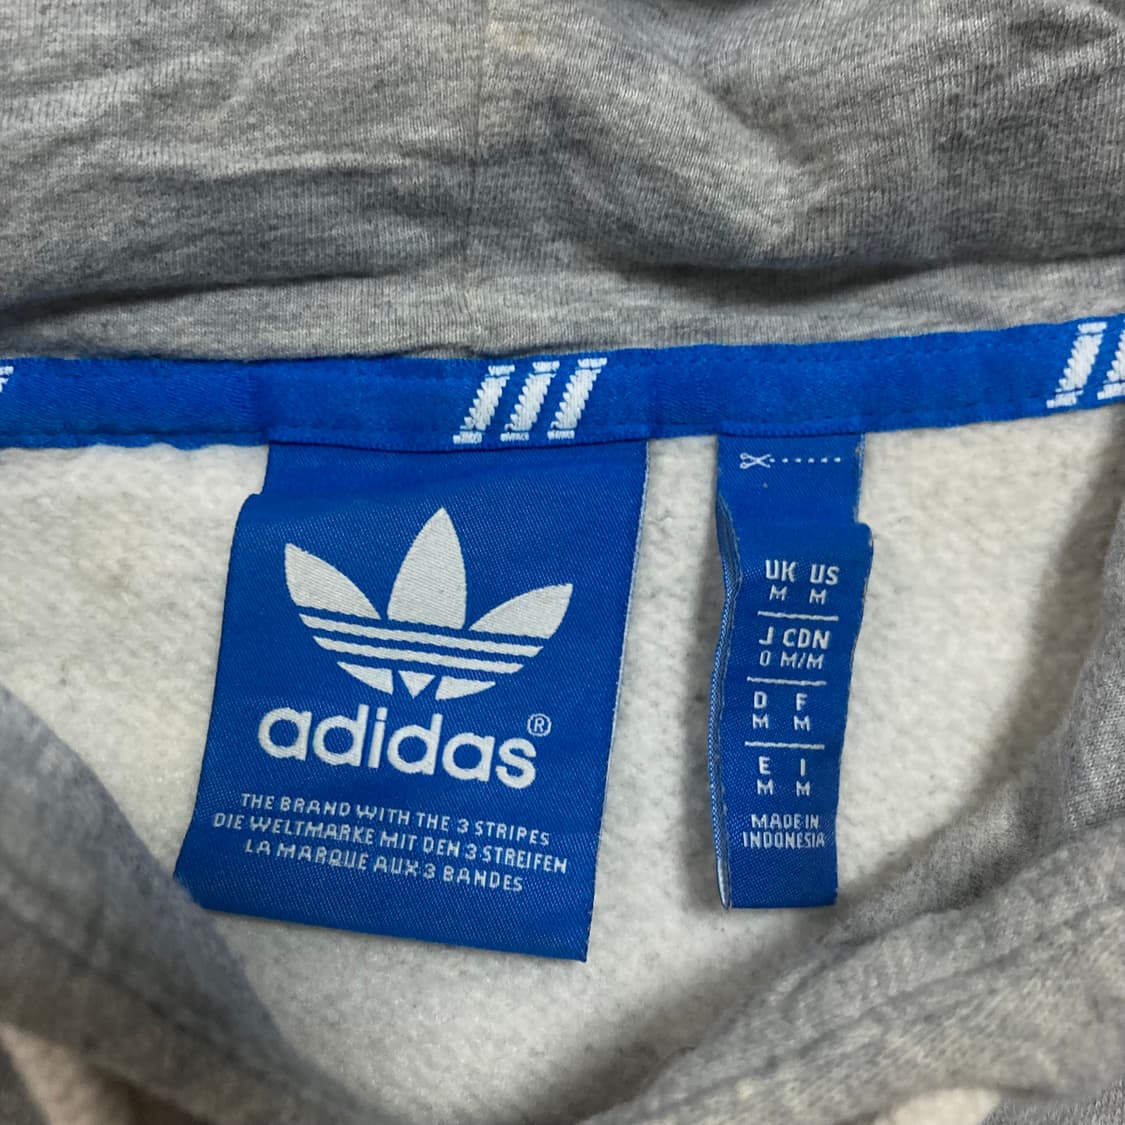 adidas®
THE BRAND WITH THE 3 STRIPES
DIE WELTMARKE MIT DEN 3 STREIFEN
LA MARQUE AUX 3 BANDES
UK US
M M
J CDN
O M/M
D F
M M
E I
M M
MADE IN
INDONESIA